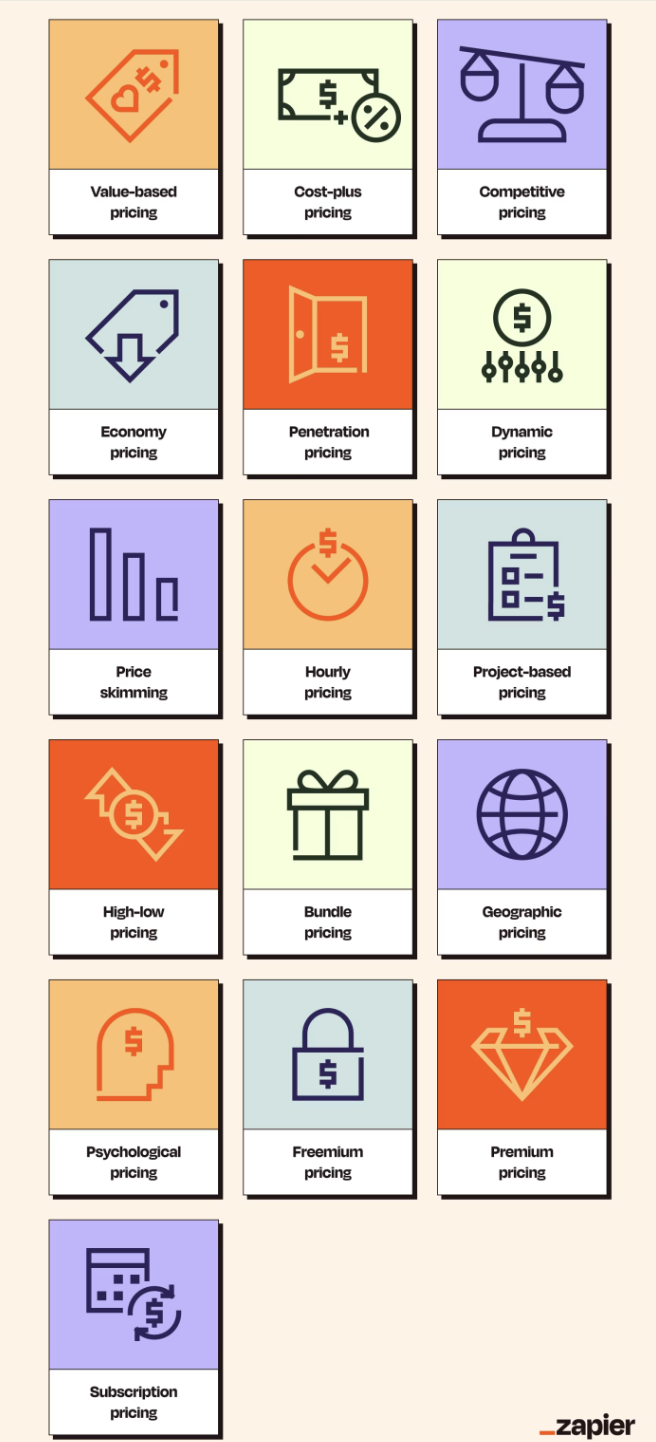 Value-based
pricing
Cost-plus
pricing
Competitive
pricing
Economy
pricing
Penetration
pricing
Dynamic
pricing
Price
skimming
Hourly
pricing
Project-based
pricing
High-low
pricing
Bundle
pricing
Geographic
pricing
Psychological
pricing
Freemium
pricing
Premium
pricing
Subscription
pricing
_zapier